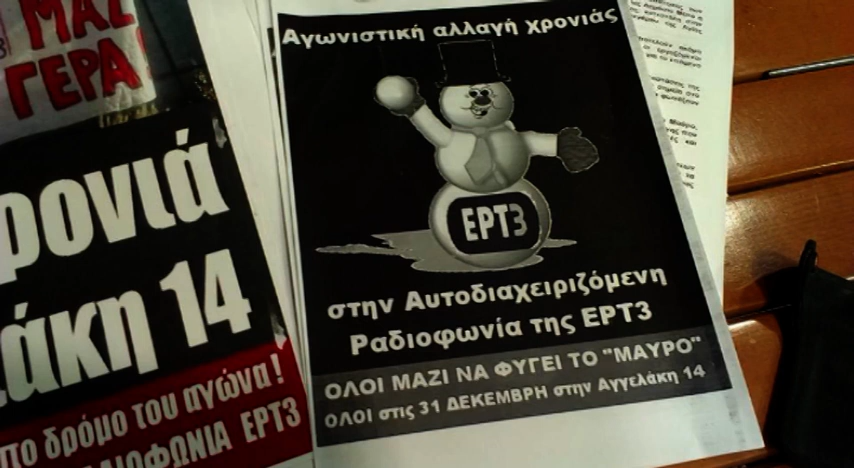 ΜΑΣ
ΓΕΡΑ!
ρονιά
άκη 14
το δρόμο του αγώνα!
ΔΙΟΦΩΝΙΑ ΕΡΤ3
Αγωνιστική αλλαγή χρονιάς
ΕΡΤ3
στην Αυτοδιαχειριζόμενη
Ραδιοφωνία της ΕΡΤ3
ΟΛΟΙ ΜΑΖΙ ΝΑ ΦΥΓΕΙ ΤΟ "ΜΑΥΡΟ"
ΟΛΟΙ στις 31 ΔΕΚΕΜΒΡΗ στην Αγγελάκη 14